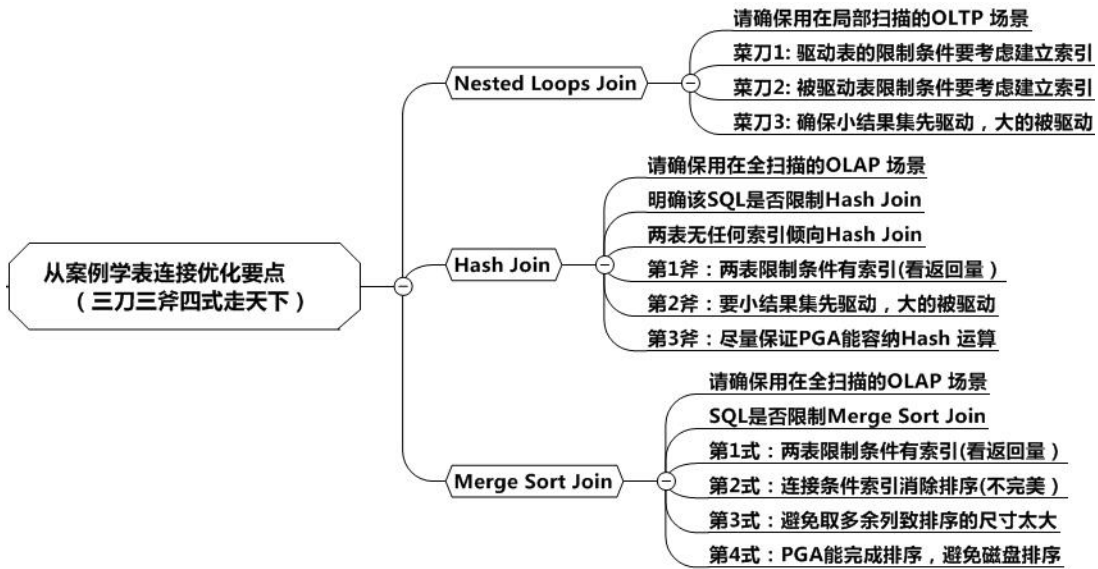 从案例学表连接优化要点
（三刀三斧四式走天下）
Nested Loops Join
请确保用在局部扫描的OLTP 场景
菜刀1: 驱动表的限制条件要考虑建立索引
菜刀2: 被驱动表限制条件要考虑建立索引
菜刀3: 确保小结果集先驱动，大的被驱动
Hash Join
请确保用在全扫描的OLAP 场景
明确该SQL是否限制Hash Join
两表无任何索引倾向Hash Join
第1斧：两表限制条件有索引(看返回量）
第2斧：要小结果集先驱动，大的被驱动
第3斧：尽量保证PGA能容纳Hash 运算
Merge Sort Join
请确保用在全扫描的OLAP 场景
SQL是否限制Merge Sort Join
第1式：两表限制条件有索引(看返回量）
第2式：连接条件索引消除排序(不完美）
第3式：避免取多余列致排序的尺寸太大
第4式：PGA能完成排序，避免磁盘排序